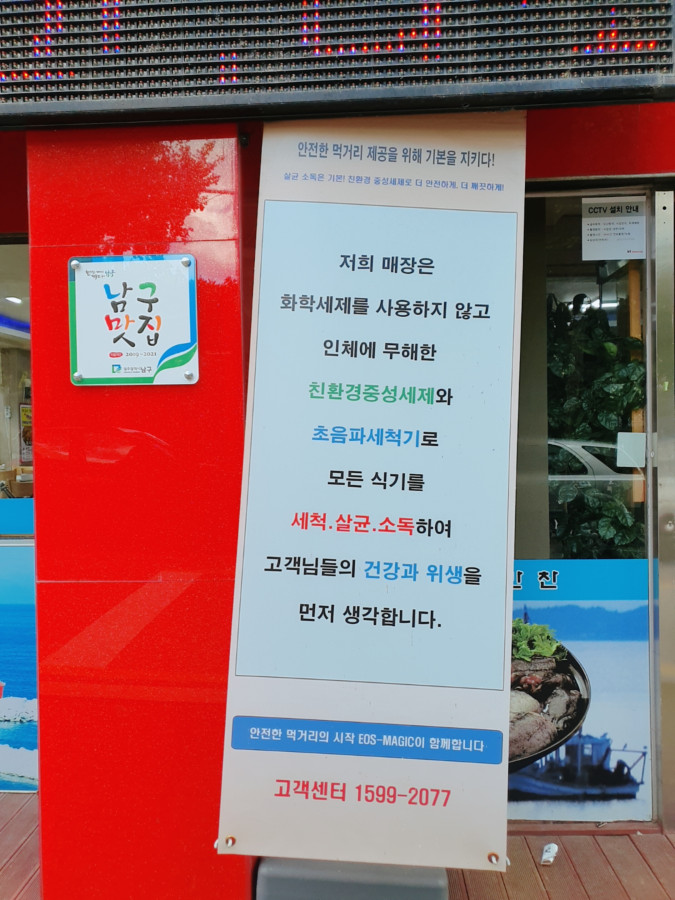 안전한 먹거리 제공을 위해 기본을 지키다!
살균 소독은 기본! 친환경 중성세제로 더 안전하게, 더 깨끗하게!
저희 매장은
화학세제를 사용하지 않고
인체에 무해한
친환경중성세제와
초음파세척기로
모든 식기를
세척.살균.소독하여
고객님들의 건강과 위생을
먼저 생각합니다.
안전한 먹거리의 시작 EOS-MAGIC이 함께합니다
고객센터 1599-2077
남구
맛집
2019~2021
남구
CCTV 설치 안내
찬